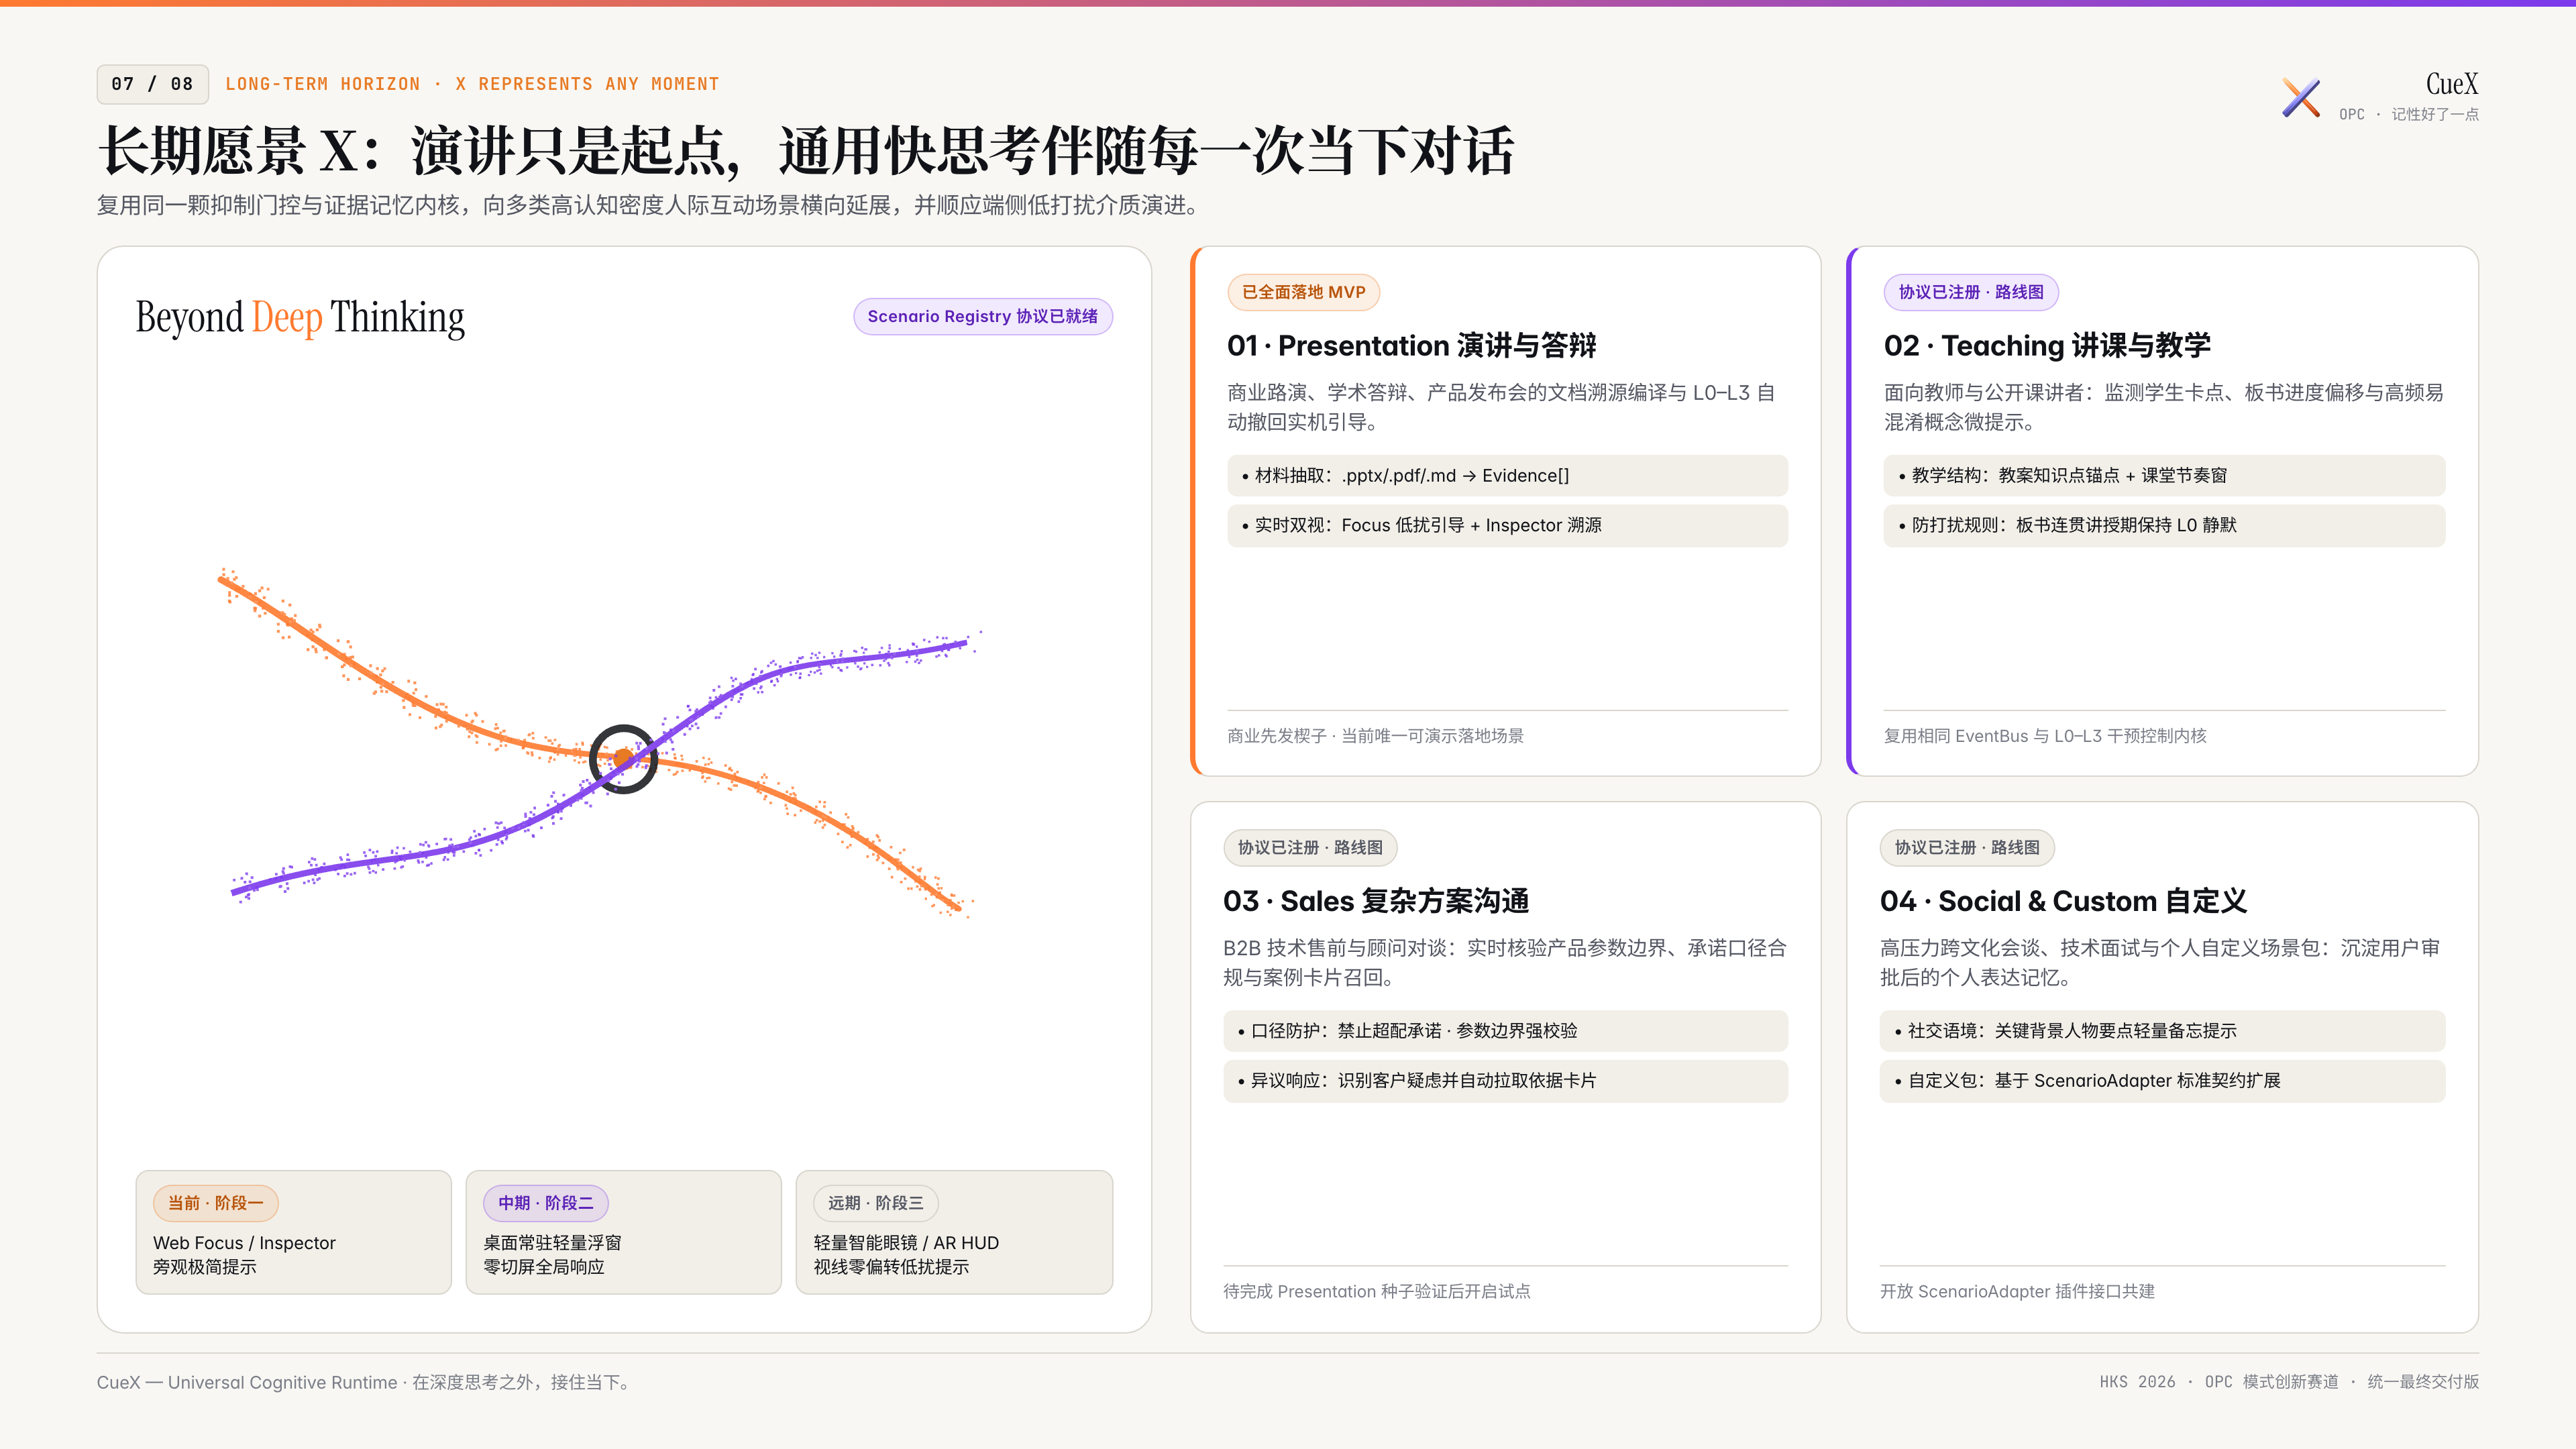 07 / 08
LONG-TERM HORIZON · X REPRESENTS ANY MOMENT
CueX
OPC · 记性好了一点
长期愿景 X：演讲只是起点，通用快思考伴随每一次当下对话
复用同一颗抑制门控与证据记忆内核，向多类高认知密度人际互动场景横向延展，并顺应端侧低打扰介质演进。
Beyond Deep Thinking
Scenario Registry 协议已就绪
当前 · 阶段一
Web Focus / Inspector
旁观极简提示
中期 · 阶段二
桌面常驻轻量浮窗
零切屏全局响应
远期 · 阶段三
轻量智能眼镜 / AR HUD
视线零偏转低扰提示
已全面落地 MVP
01 · Presentation 演讲与答辩
商业路演、学术答辩、产品发布会的文档溯源编译与 L0–L3 自
动撤回实机引导。
• 材料抽取：.pptx/.pdf/.md → Evidence[]
• 实时双视：Focus 低扰引导 + Inspector 溯源
商业先发楔子 · 当前唯一可演示落地场景
协议已注册 · 路线图
02 · Teaching 讲课与教学
面向教师与公开课讲者：监测学生卡点、板书进度偏移与高频易
混淆概念微提示。
• 教学结构：教案知识点锚点 + 课堂节奏窗
• 防打扰规则：板书连贯讲授期保持 L0 静默
复用相同 EventBus 与 L0–L3 干预控制内核
协议已注册 · 路线图
03 · Sales 复杂方案沟通
B2B 技术售前与顾问对谈：实时核验产品参数边界、承诺口径合
规与案例卡片召回。
• 口径防护：禁止超配承诺 · 参数边界强校验
• 异议响应：识别客户疑虑并自动拉取依据卡片
待完成 Presentation 种子验证后开启试点
协议已注册 · 路线图
04 · Social & Custom 自定义
高压力跨文化会谈、技术面试与个人自定义场景包：沉淀用户审
批后的个人表达记忆。
• 社交语境：关键背景人物要点轻量备忘提示
• 自定义包：基于 ScenarioAdapter 标准契约扩展
开放 ScenarioAdapter 插件接口共建
CueX — Universal Cognitive Runtime · 在深度思考之外，接住当下。
HKS 2026 · OPC 模式创新赛道 · 统一最终交付版